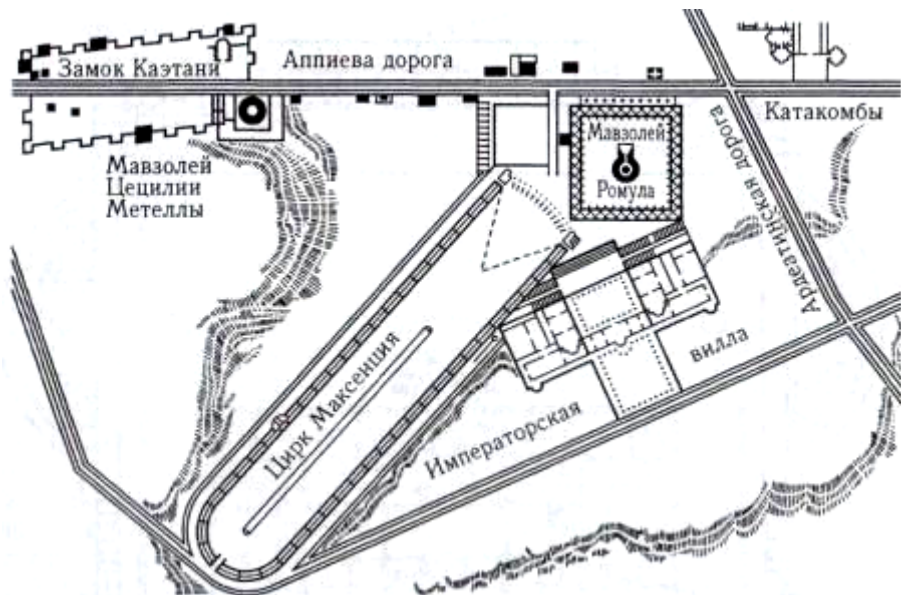 Замок Каэтани
Аппиева дорога
Катакомбы
Мавзолей
Цецилии
Метеллы
Мавзолей
Ромула
Ардеатинская дорога
Цирк Максенция
Императорская
вилла